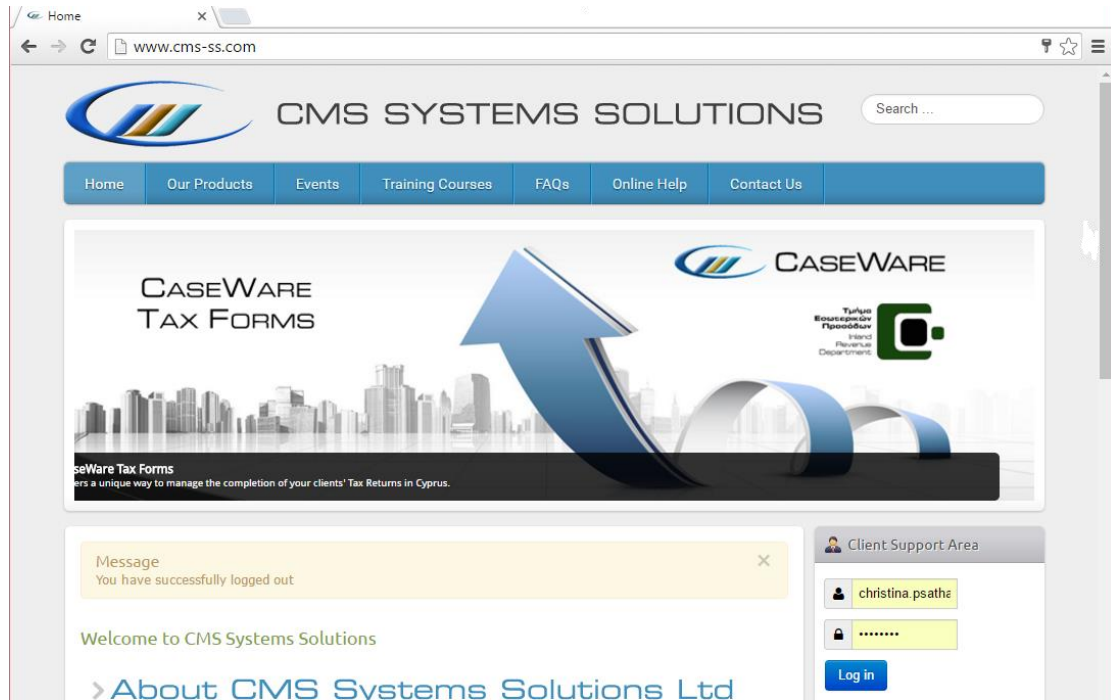 Home
www.cms-ss.com
CMS SYSTEMS SOLUTIONS
Search ...
Home Our Products Events Training Courses FAQs Online Help Contact Us
CASEWARE
TAX FORMS
CASEWARE
Τμήμα
Εσωτερικών
Προσόδων
Inland
Revenue
Department
seWare Tax Forms
ers a unique way to manage the completion of your clients' Tax Returns in Cyprus.
Message
You have successfully logged out
Client Support Area
christina.psatha
••••••••
Log in
Welcome to CMS Systems Solutions
About CMS Systems Solutions Ltd